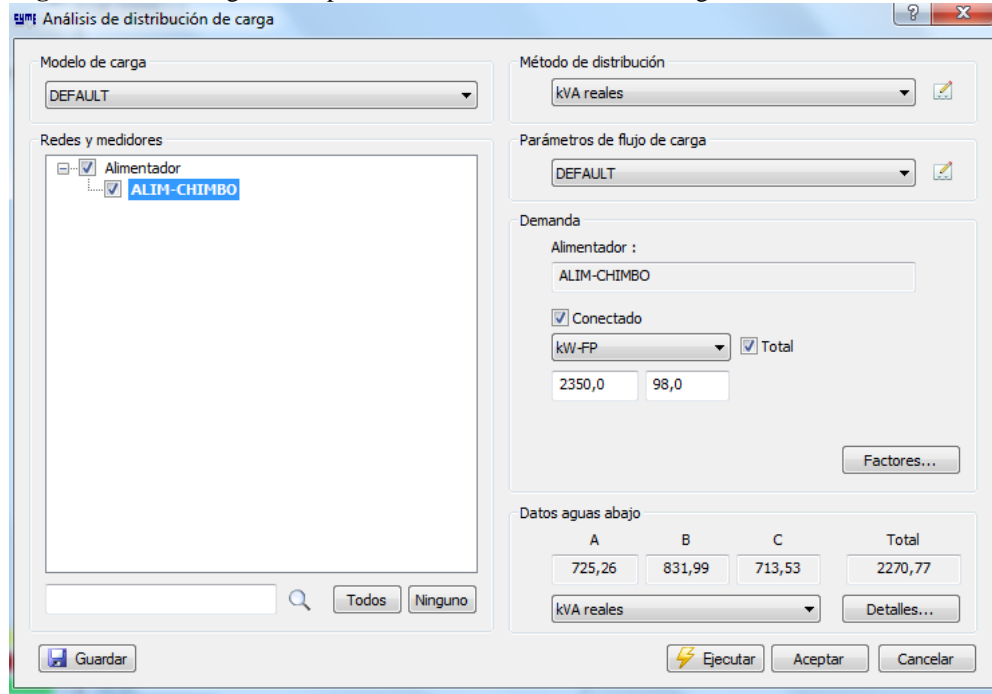 Análisis de distribución de carga
Modelo de carga
DEFAULT
Redes y medidores
Alimentador
ALIM-CHIMBO
Todos
Ninguno
Método de distribución
kVA reales
Parámetros de flujo de carga
DEFAULT
Demanda
Alimentador :
ALIM-CHIMBO
Conectado
kW-FP
Total
2350,0 98,0
Factores...
Datos aguas abajo
A B C Total
725,26 831,99 713,53 2270,77
kVA reales
Detalles...
Guardar
Ejecutar
Aceptar
Cancelar